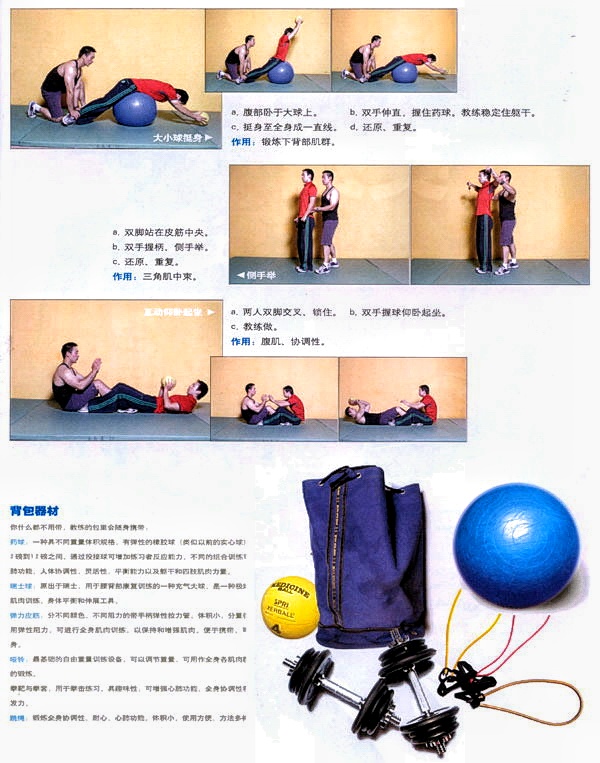 大小球挺身
a. 腹部卧于大球上。 b. 双手伸直，握住药球。教练稳定住躯干。
c. 挺身至全身成一直线。 d. 还原、重复。
作用：锻炼下背部肌群。
a. 双脚站在皮筋中央。
b. 双手握柄、侧手举。
c. 还原、重复。
作用：三角肌中束。
侧手举
互动仰卧起坐
a. 两人双脚交叉、锁住。 b. 双手握球仰卧起坐。
c. 教练做。
作用：腹肌、协调性。
背包器材
你什么都不用带，教练的包里会随身携带。
药球：一种具不同重量体积规格，有弹性的橡胶球（类似以前的实心球）
磅到12磅之间，通过投接球可增加练习者反应能力，不同的组合训练
肺功能、人体协调性、灵活性、平衡能力以及躯干和四肢肌肉力量。
瑞士球：原出于瑞士，用于腰背部康复训练的一种充气大球，是一种极
肌肉训练、身体平衡和伸展工具。
弹力皮筋：分不同颜色、不同阻力的带手柄弹性拉力管，体积小，分量
用弹性阻力，可进行全身肌肉训练，以保持和增强肌肉，便于携带，
身。
哑铃：最基础的自由重量训练设备，可以调节重量，可用作全身各肌肉
的锻炼。
拳靶与拳套：用于拳击练习，具趣味性，可增强心肺功能、全身协调性
发力。
跳绳：锻炼全身协调性、耐心、心肺功能，体积小，使用方便，方法多
MEDICINE
BALL
SPRI
XERBALL